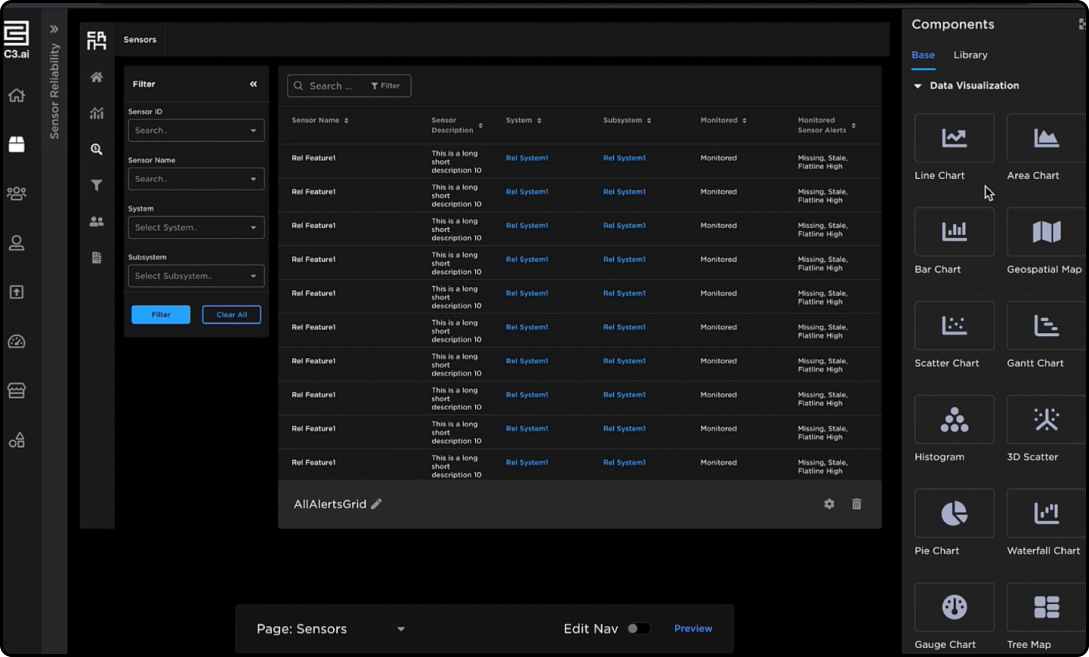 C3.ai
Sensor Reliability
Sensors
Filter
Sensor ID
Search..
Sensor Name
Search..
System
Select System..
Subsystem
Select Subsystem..
Filter
Clear All
Search ...
Filter
Sensor Name
Sensor
Description
System
Subsystem
Monitored
Monitored
Sensor Alerts
Rel Feature1
This is a long
short
description 10
Rel System1
Rel System1
Monitored
Missing, Stale,
Flatline High
Rel Feature1
This is a long
short
description 10
Rel System1
Rel System1
Monitored
Missing, Stale,
Flatline High
Rel Feature1
This is a long
short
description 10
Rel System1
Rel System1
Monitored
Missing, Stale,
Flatline High
Rel Feature1
This is a long
short
description 10
Rel System1
Rel System1
Monitored
Missing, Stale,
Flatline High
Rel Feature1
This is a long
short
description 10
Rel System1
Rel System1
Monitored
Missing, Stale,
Flatline High
Rel Feature1
This is a long
short
description 10
Rel System1
Rel System1
Monitored
Missing, Stale,
Flatline High
Rel Feature1
This is a long
short
description 10
Rel System1
Rel System1
Monitored
Missing, Stale,
Flatline High
Rel Feature1
This is a long
short
description 10
Rel System1
Rel System1
Monitored
Missing, Stale,
Flatline High
Rel Feature1
This is a long
short
description 10
Rel System1
Rel System1
Monitored
Missing, Stale,
Flatline High
Rel Feature1
This is a long
short
description 10
Rel System1
Rel System1
Monitored
Missing, Stale,
Flatline High
AllAlertsGrid
Page: Sensors
Edit Nav
Preview
Components
Base
Library
Data Visualization
Line Chart
Area Chart
Bar Chart
Geospatial Map
Scatter Chart
Gantt Chart
Histogram
3D Scatter
Pie Chart
Waterfall Chart
Gauge Chart
Tree Map